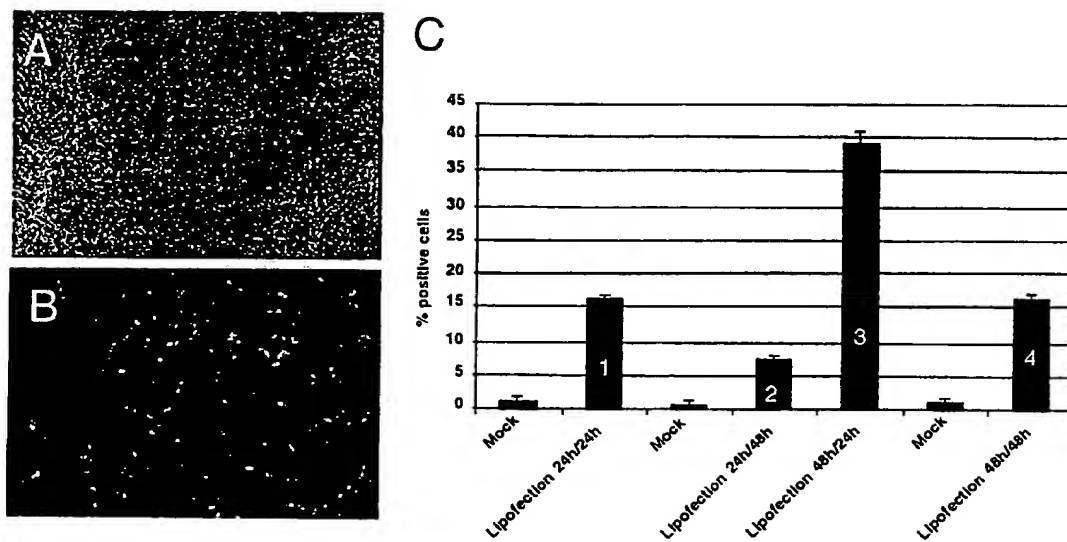 A
B
C
% positive cells
45
40
35
30
25
20
15
10
5
0
1
2
3
4
Mock
Lipofection 24h/24h
Mock
Lipofection 24h/48h
Lipofection 48h/24h
Mock
Lipofection 48h/48h